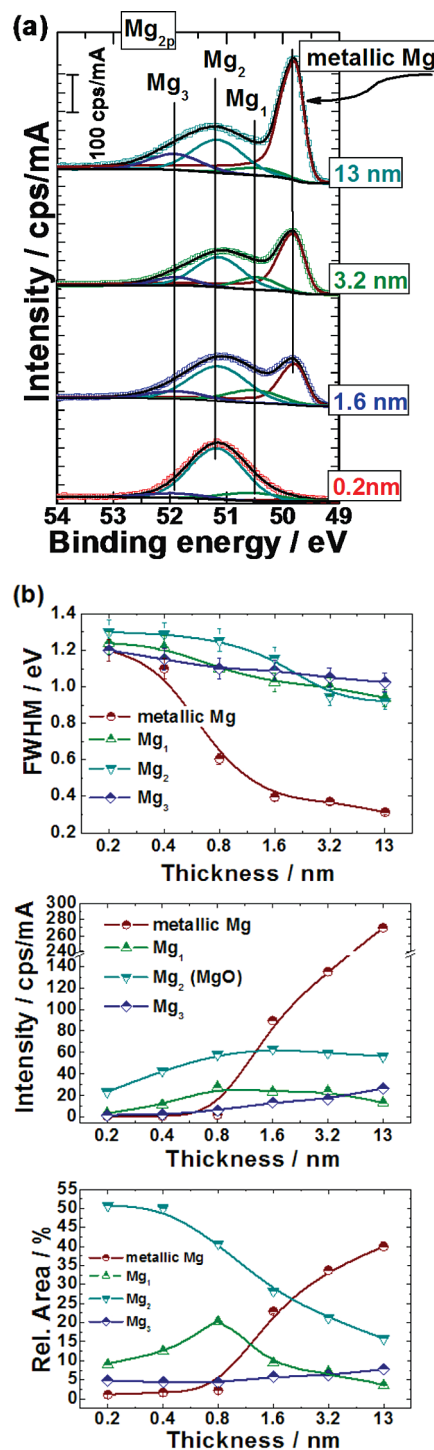 (a)
Mg2p
metallic Mg
Mg3
Mg2
Mg1
100 cps/mA
13 nm
3.2 nm
1.6 nm
0.2nm
Intensity / cps/mA
54 53 52 51 50 49
Binding energy / eV
(b)
1.4
1.2
1.0
0.8
0.6
0.4
0.2
FWHM / eV
metallic Mg
Mg1
Mg2
Mg3
0.2 0.4 0.8 1.6 3.2 13
Thickness / nm
300
280
260
240
140
120
100
80
60
40
20
0
Intensity / cps/mA
metallic Mg
Mg1
Mg2 (MgO)
Mg3
0.2 0.4 0.8 1.6 3.2 13
Thickness / nm
55
50
45
40
35
30
25
20
15
10
5
0
Rel. Area / %
metallic Mg
Mg1
Mg2
Mg3
0.2 0.4 0.8 1.6 3.2 13
Thickness / nm